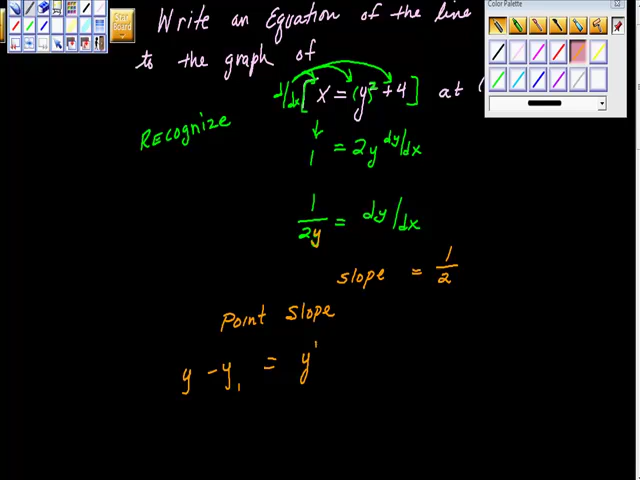 Write an Equation of the line
Color Palette
to the graph of
d/dx [ x = (y)² + 4 ] at (
RECOGNIZE
1 = 2y dy/dx
1/2y = dy/dx
slope = 1/2
Point Slope
y - y₁ = y'